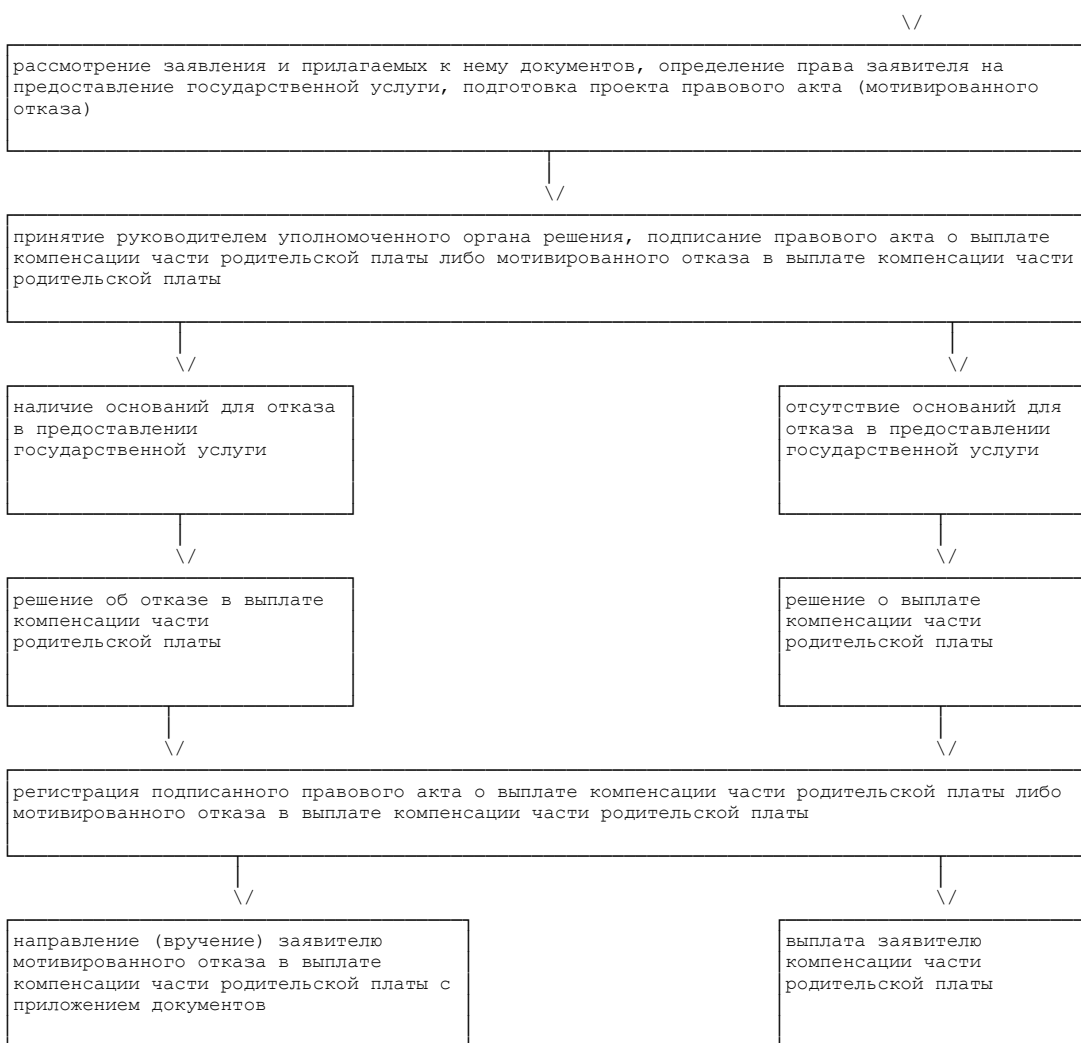 рассмотрение заявления и прилагаемых к нему документов, определение права заявителя на
предоставление государственной услуги, подготовка проекта правового акта (мотивированного
отказа)
принятие руководителем уполномоченного органа решения, подписание правового акта о выплате
компенсации части родительской платы либо мотивированного отказа в выплате компенсации части
родительской платы
наличие оснований для отказа
в предоставлении
государственной услуги
отсутствие оснований для
отказа в предоставлении
государственной услуги
решение об отказе в выплате
компенсации части
родительской платы
решение о выплате
компенсации части
родительской платы
регистрация подписанного правового акта о выплате компенсации части родительской платы либо
мотивированного отказа в выплате компенсации части родительской платы
направление (вручение) заявителю
мотивированного отказа в выплате
компенсации части родительской платы с
приложением документов
выплата заявителю
компенсации части
родительской платы